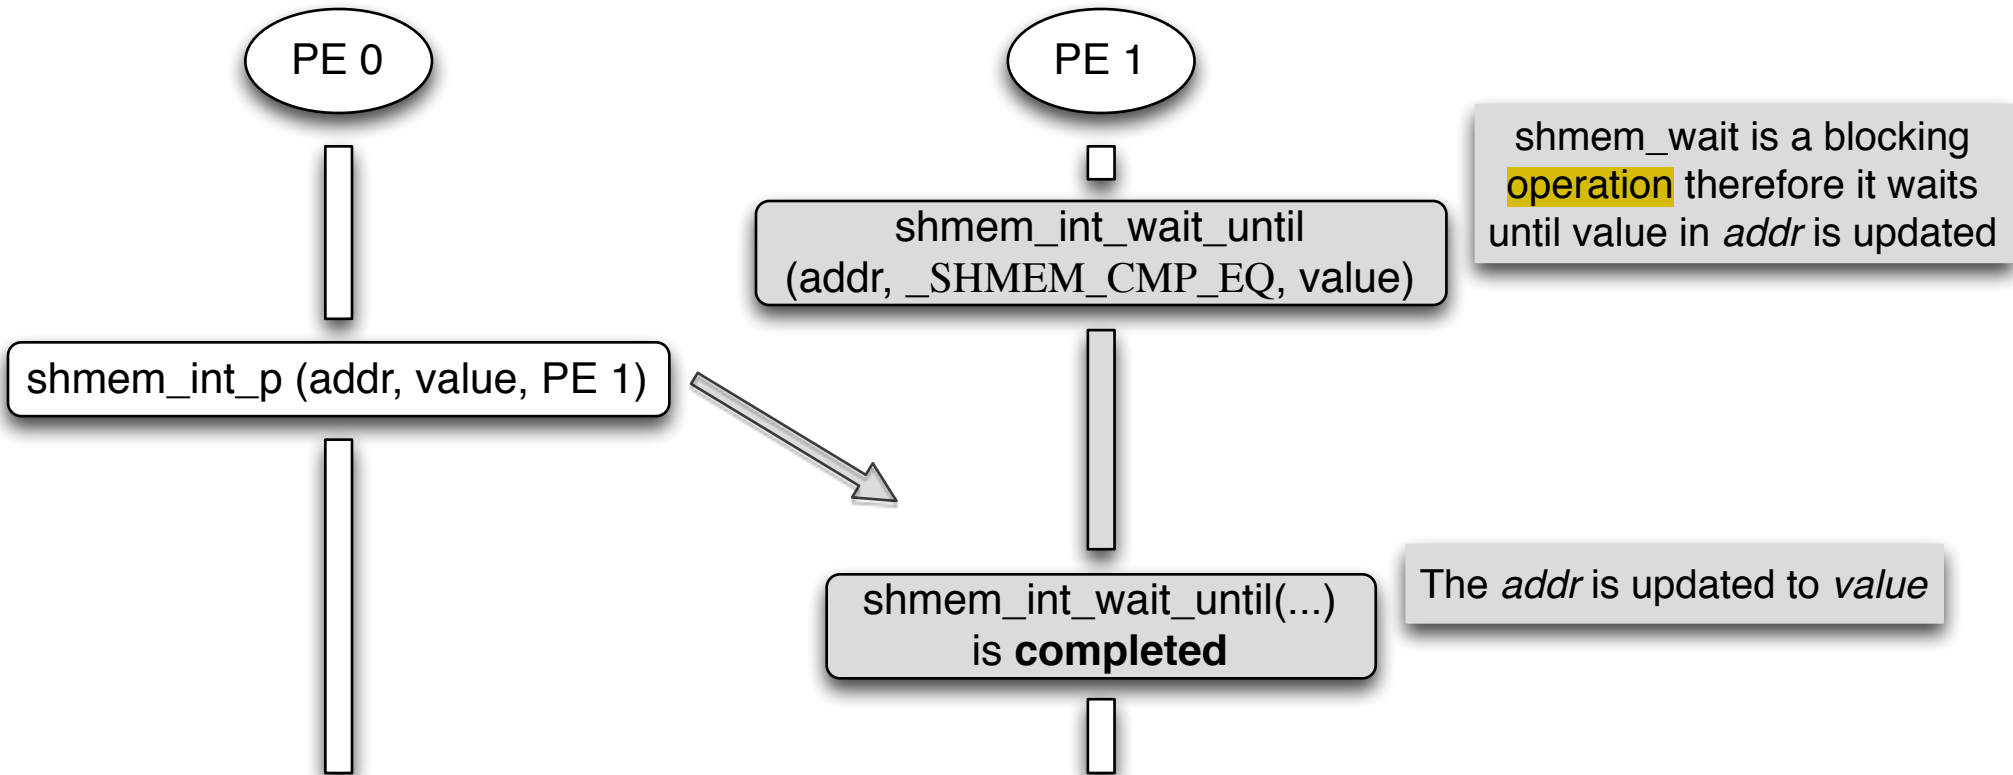 PE 0
PE 1
shmem_wait is a blocking
operation therefore it waits
until value in addr is updated
shmem_int_wait_until
(addr, _SHMEM_CMP_EQ, value)
shmem_int_p (addr, value, PE 1)
The addr is updated to value
shmem_int_wait_until(...)
is completed